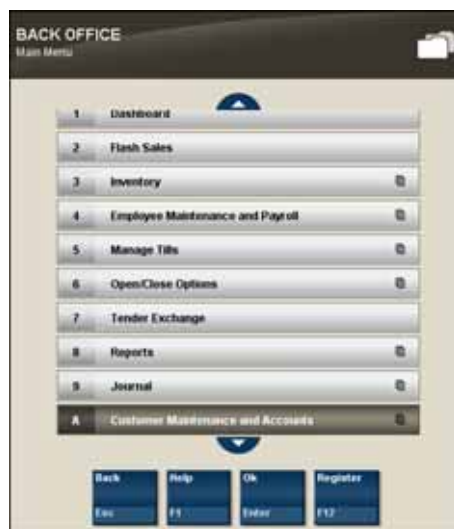 BACK OFFICE
Main Menu
1 Dashboard
2 Flash Sales
3 Inventory
4 Employee Maintenance and Payroll
5 Manage Tills
6 Open/Close Options
7 Tender Exchange
8 Reports
9 Journal
A Customer Maintenance and Accounts
Back Help Ok Register
Esc F1 Enter F12